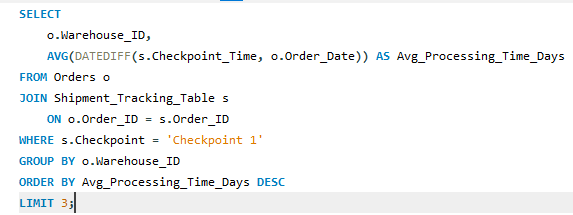 SELECT
    o.Warehouse_ID,
    AVG(DATEDIFF(s.Checkpoint_Time, o.Order_Date)) AS Avg_Processing_Time_Days
FROM Orders o
JOIN Shipment_Tracking_Table s
    ON o.Order_ID = s.Order_ID
WHERE s.Checkpoint = 'Checkpoint 1'
GROUP BY o.Warehouse_ID
ORDER BY Avg_Processing_Time_Days DESC
LIMIT 3;